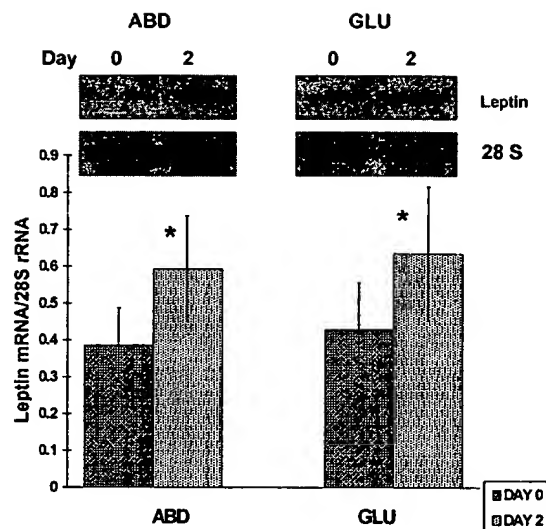 ABD GLU
Day 0 2 0 2
Leptin
28 S
0.9
0.8
0.7
0.6
0.5
0.4
0.3
0.2
0.1
0
Leptin mRNA/28S rRNA
*
*
ABD GLU
DAY 0
DAY 2